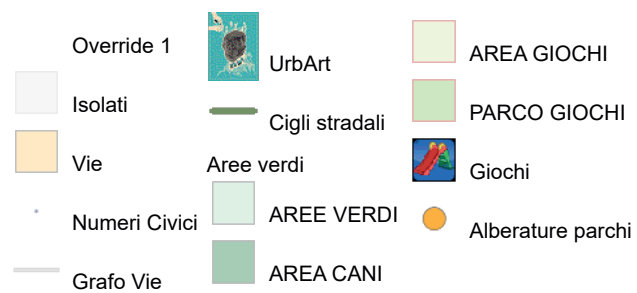 Override 1
Isolati
Vie
Numeri Civici
Grafo Vie
UrbArt
Cigli stradali
Aree verdi
AREE VERDI
AREA CANI
AREA GIOCHI
PARCO GIOCHI
Giochi
Alberature parchi